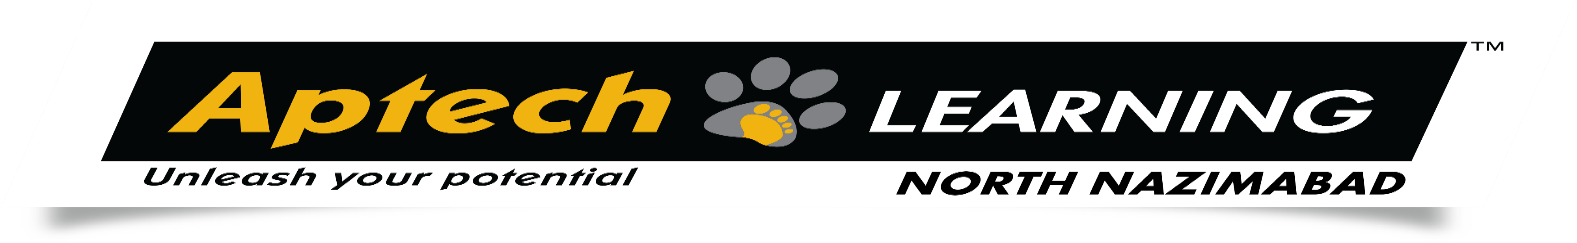 Aptech LEARNING ™
Unleash your potential
NORTH NAZIMABAD